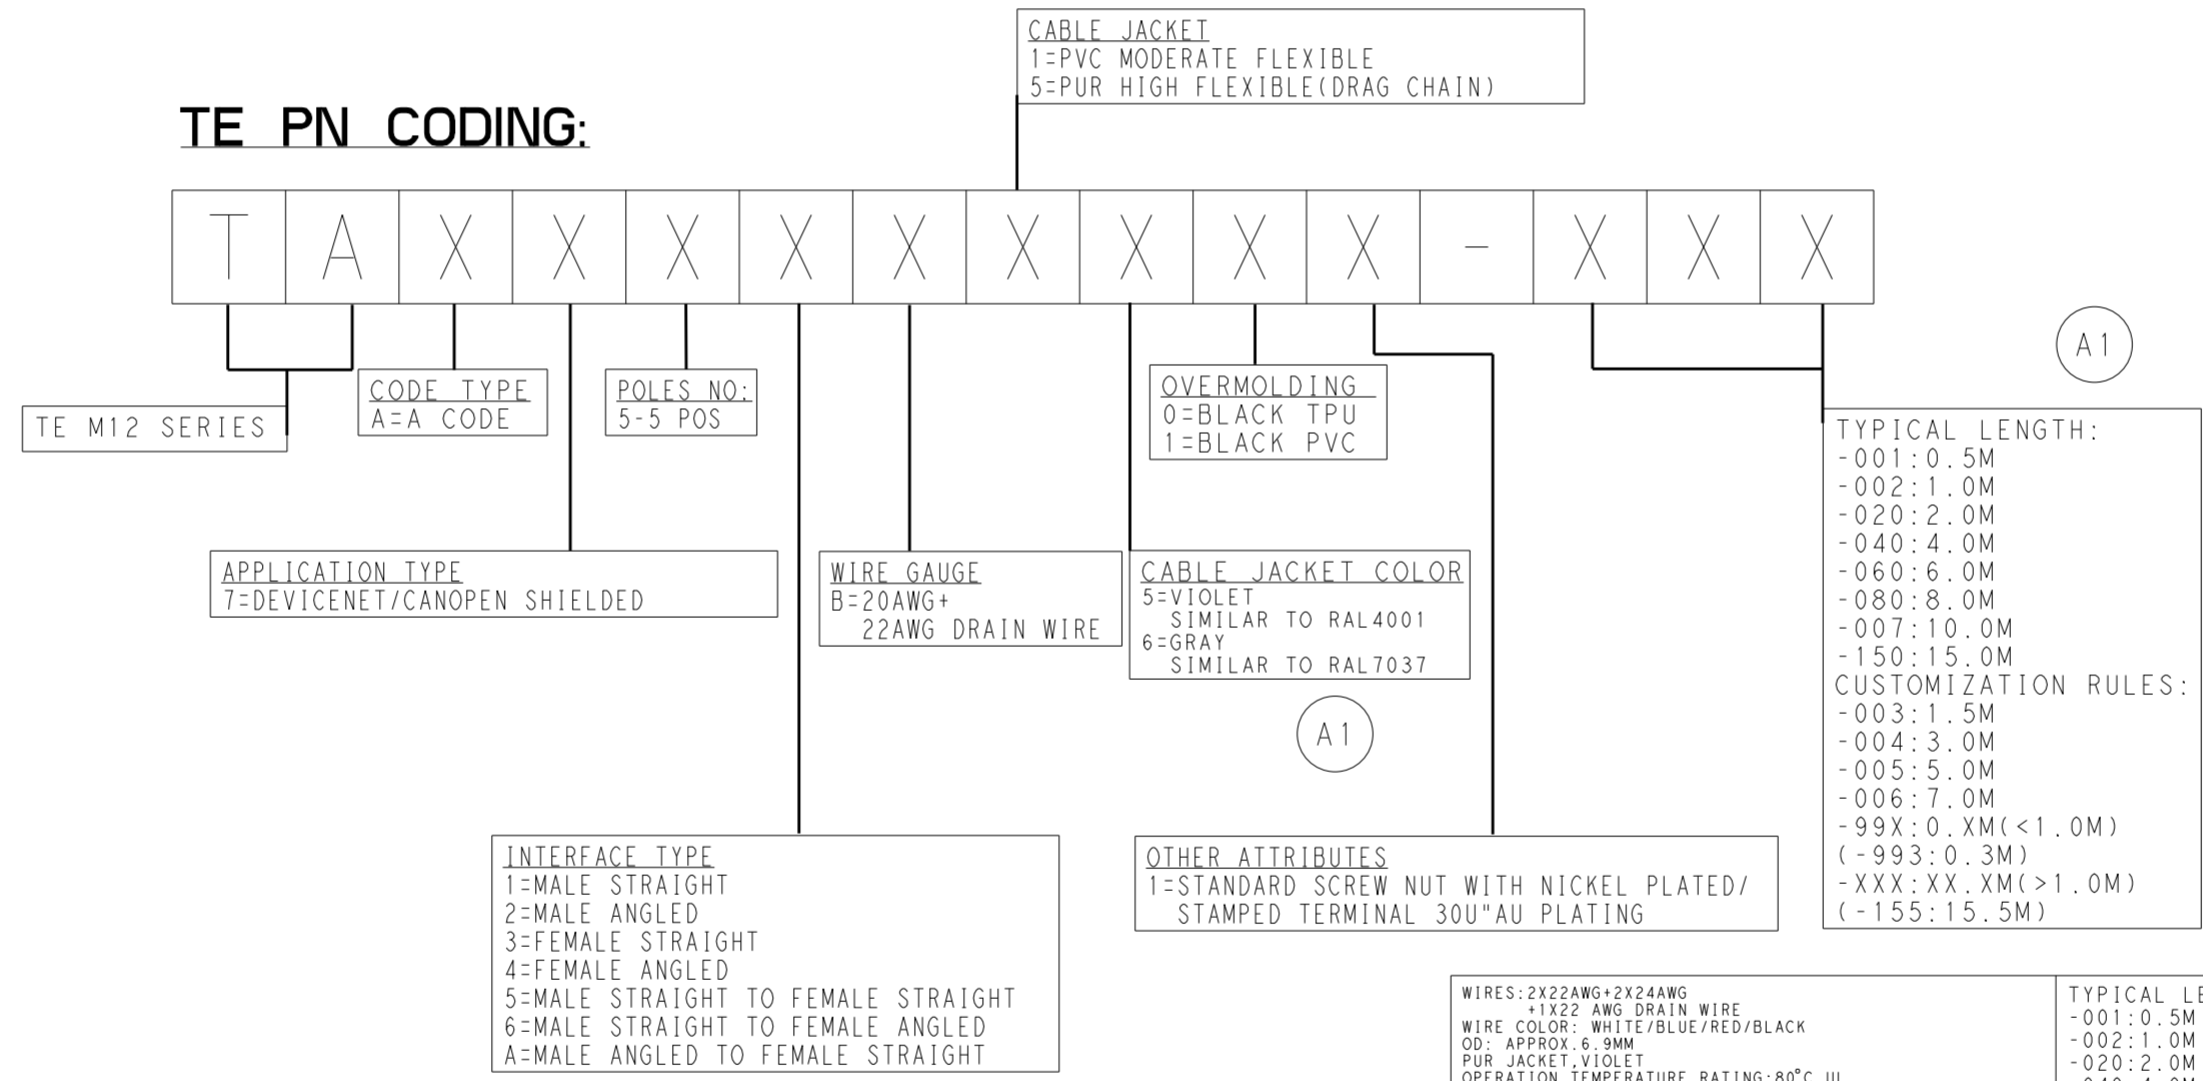 CABLE JACKET
1=PVC MODERATE FLEXIBLE
5=PUR HIGH FLEXIBLE(DRAG CHAIN)
TE PN CODING:
T A X X X X X X X X X - X X X
A1
TE M12 SERIES
CODE TYPE
A=A CODE
POLES NO:
5-5 POS
OVERMOLDING
0=BLACK TPU
1=BLACK PVC
TYPICAL LENGTH:
-001:0.5M
-002:1.0M
-020:2.0M
-040:4.0M
-060:6.0M
-080:8.0M
-007:10.0M
-150:15.0M
CUSTOMIZATION RULES:
-003:1.5M
-004:3.0M
-005:5.0M
-006:7.0M
-99X:0.XM(<1.0M)
(-993:0.3M)
-XXX:XX.XM(>1.0M)
(-155:15.5M)
APPLICATION TYPE
7=DEVICENET/CANOPEN SHIELDED
WIRE GAUGE
B=20AWG+
22AWG DRAIN WIRE
CABLE JACKET COLOR
5=VIOLET
SIMILAR TO RAL4001
6=GRAY
SIMILAR TO RAL7037
A1
INTERFACE TYPE
1=MALE STRAIGHT
2=MALE ANGLED
3=FEMALE STRAIGHT
4=FEMALE ANGLED
5=MALE STRAIGHT TO FEMALE STRAIGHT
6=MALE STRAIGHT TO FEMALE ANGLED
A=MALE ANGLED TO FEMALE STRAIGHT
OTHER ATTRIBUTES
1=STANDARD SCREW NUT WITH NICKEL PLATED/
STAMPED TERMINAL 30U"AU PLATING
WIRES:2X22AWG+2X24AWG
+1X22 AWG DRAIN WIRE
WIRE COLOR: WHITE/BLUE/RED/BLACK
OD: APPROX.6.9MM
PUR JACKET,VIOLET
OPERATION TEMPERATURE RATING:80°C UL
TYPICAL LE
-001:0.5M
-002:1.0M
-020:2.0M